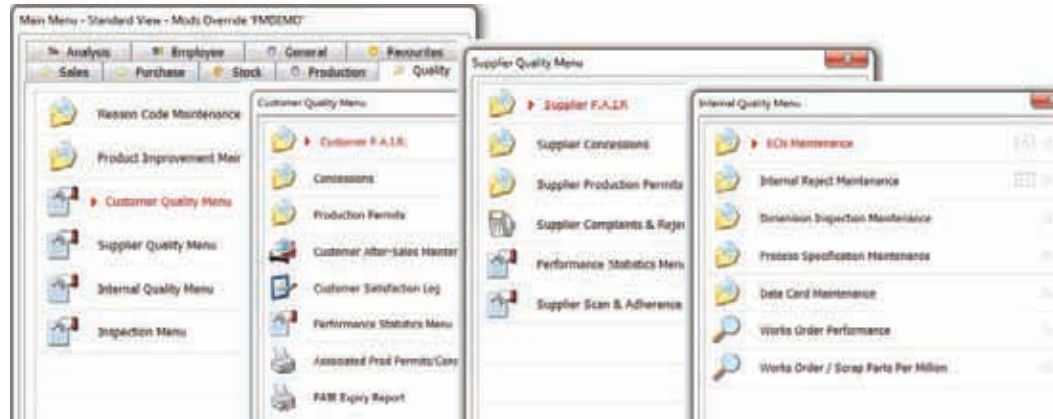 Main Menu - Standard View - Mods Override 'FMDEMO'
Analysis
Employee
General
Favourites
Sales
Purchase
Stock
Production
Quality
Reason Code Maintenance
Product Improvement Main
Customer Quality Menu
Supplier Quality Menu
Internal Quality Menu
Inspection Menu
Customer Quality Menu
Customer F.A.I.R.
Concessions
Production Permits
Customer After-Sales Mainten
Customer Satisfaction Log
Performance Statistics Menu
Associated Prod Permits/Conc
FAIR Expiry Report
Supplier Quality Menu
Supplier F.A.I.R
Supplier Concessions
Supplier Production Permits
Supplier Complaints & Rejec
Performance Statistics Menu
Supplier Scan & Adherence
Internal Quality Menu
ECN Maintenance
Internal Reject Maintenance
Dimension Inspection Maintenance
Process Specification Maintenance
Data Card Maintenance
Works Order Performance
Works Order / Scrap Parts Per Million